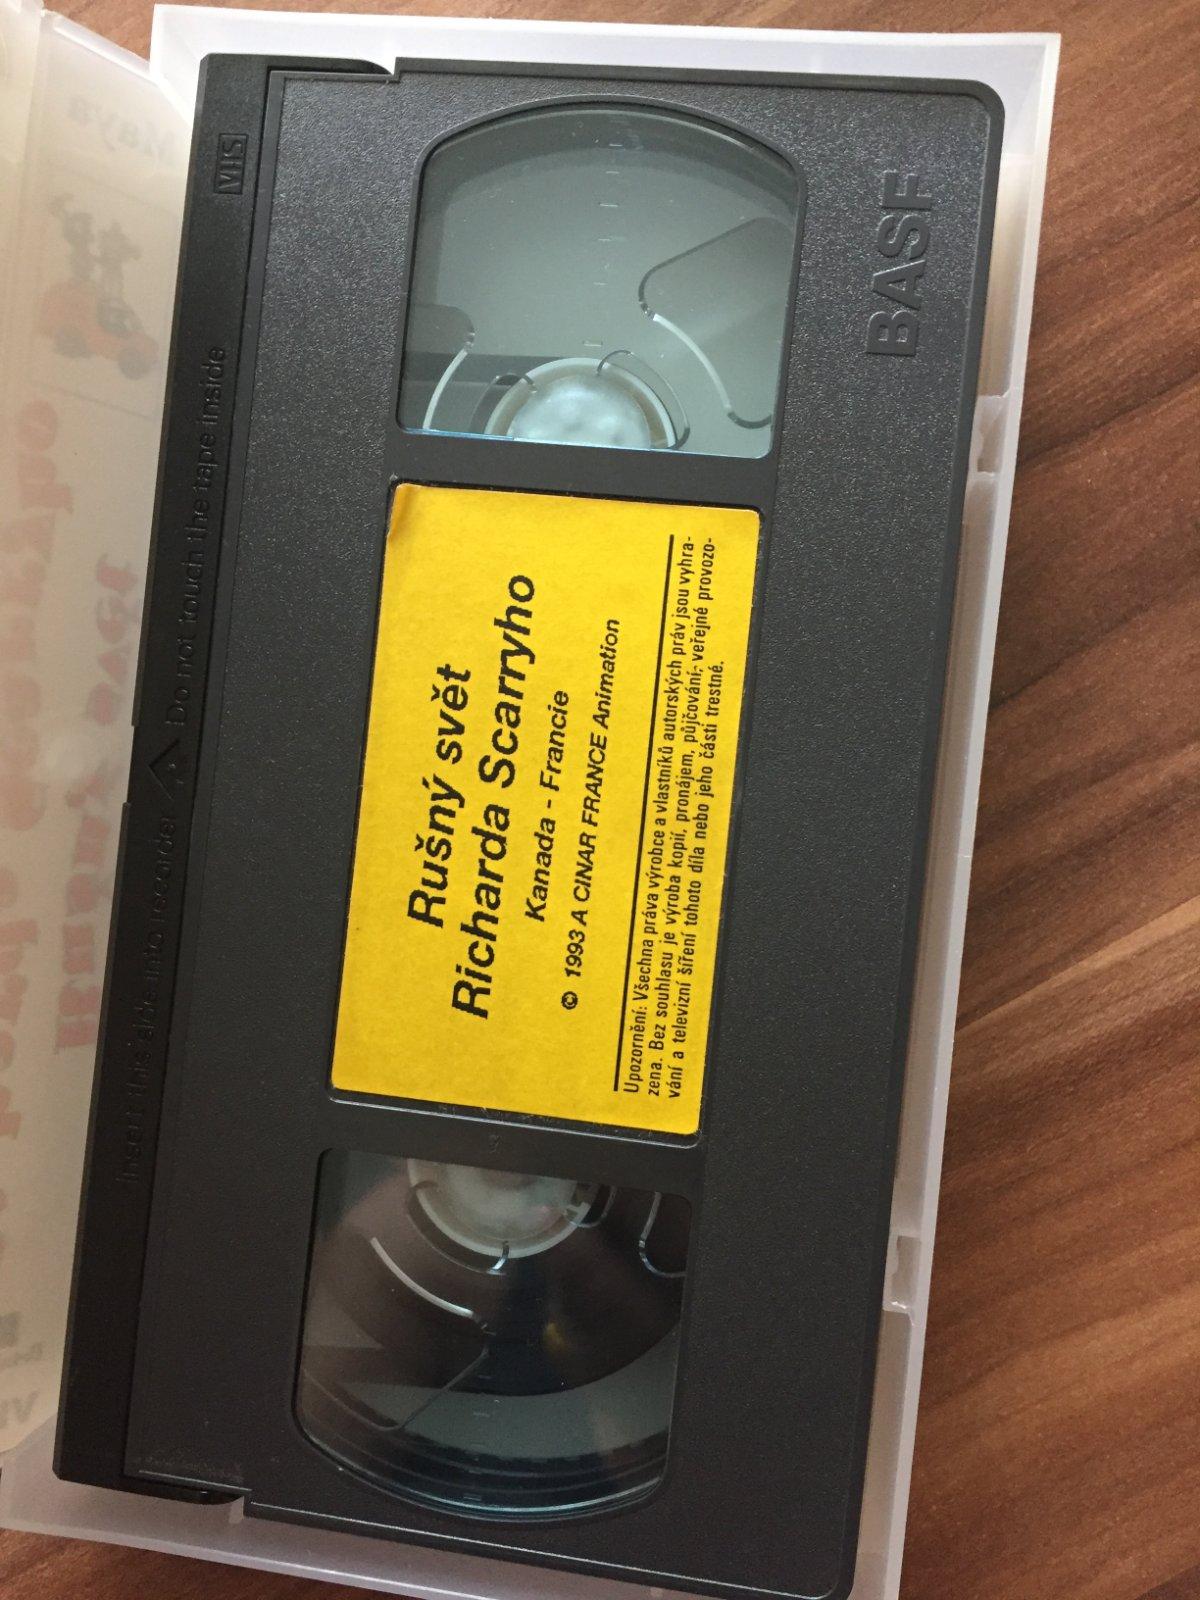 Rušný svět
Richarda Scarryho
Kanada - Francie
© 1993 A CINAR FRANCE Animation
Upozornění: Všechna práva výrobce a vlastníků autorských práv jsou vyhra-
zena. Bez souhlasu je výroba kopií, pronájem, půjčování, veřejné provozo-
vání a televizní šíření tohoto díla nebo jeho části trestné.
BASF
VHS
Insert this side into recorder △ Do not touch the tape inside
Maya